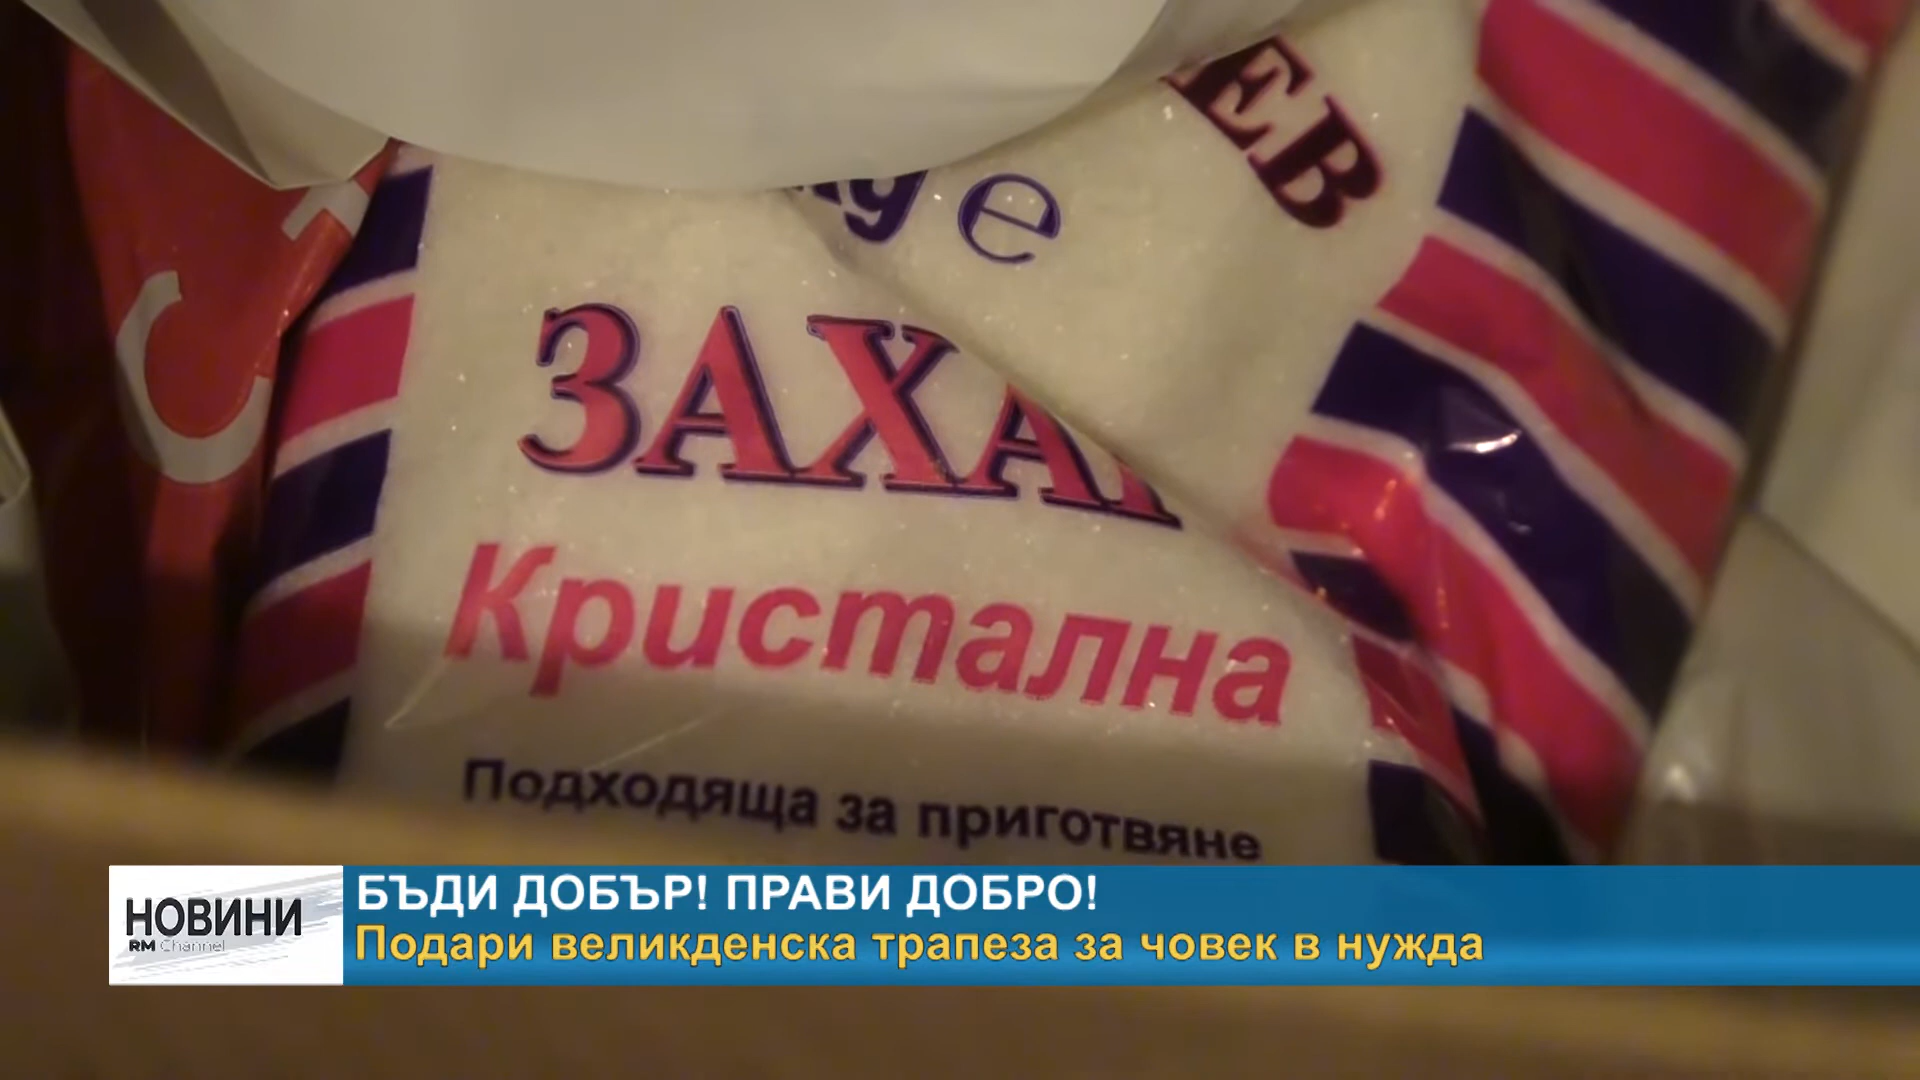 ЗАХА
Кристална
Подходяща за приготвяне
НОВИНИ
RM Channel
БЪДИ ДОБЪР! ПРАВИ ДОБРО!
Подари великденска трапеза за човек в нужда